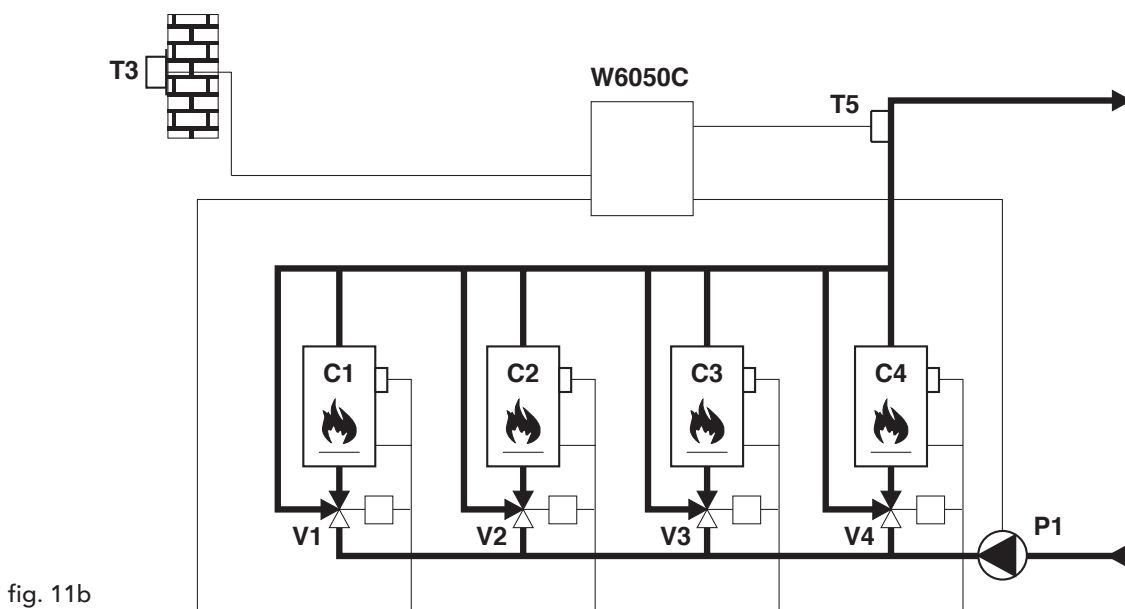 T3
W6050C
T5
C1 C2 C3 C4
V1 V2 V3 V4 P1
fig. 11b